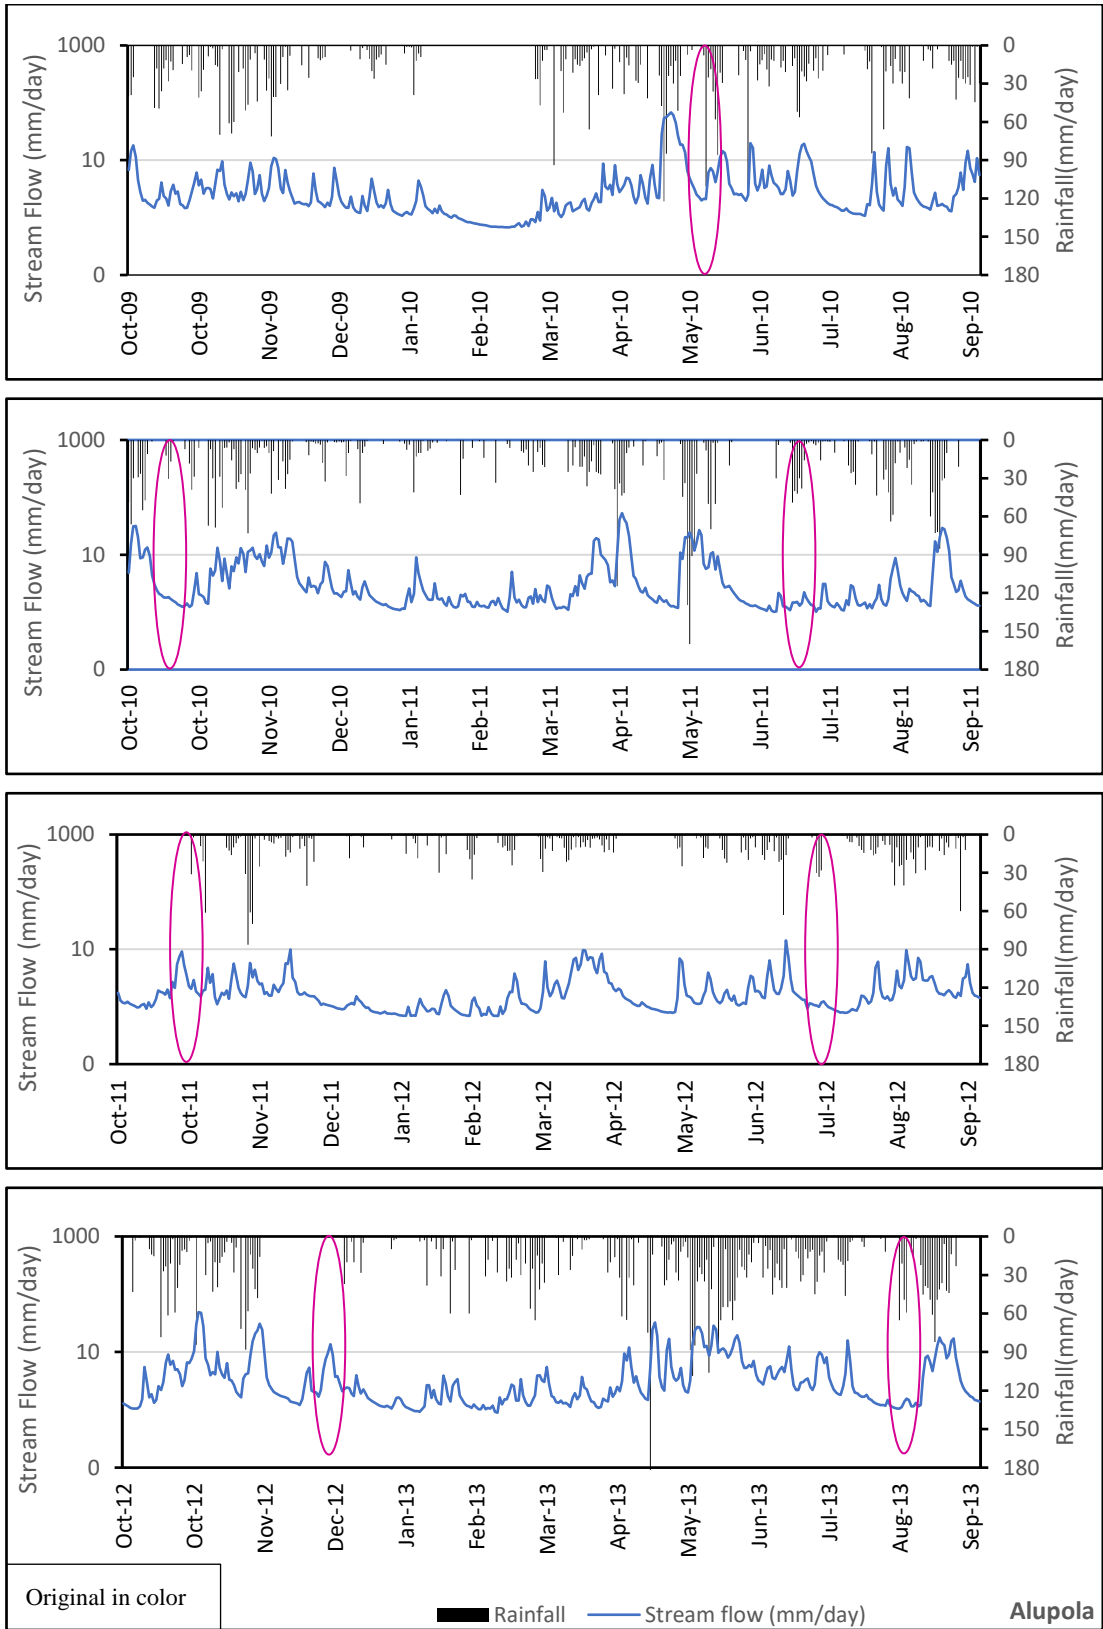 1000
10
0
Stream Flow (mm/day)
0
30
60
90
120
150
180
Rainfall(mm/day)
Oct-09
Oct-09
Nov-09
Dec-09
Jan-10
Feb-10
Mar-10
Apr-10
May-10
Jun-10
Jul-10
Aug-10
Sep-10
1000
10
0
Stream Flow (mm/day)
0
30
60
90
120
150
180
Rainfall(mm/day)
Oct-10
Oct-10
Nov-10
Dec-10
Jan-11
Feb-11
Mar-11
Apr-11
May-11
Jun-11
Jul-11
Aug-11
Sep-11
1000
10
0
Stream Flow (mm/day)
0
30
60
90
120
150
180
Rainfall(mm/day)
Oct-11
Oct-11
Nov-11
Dec-11
Jan-12
Feb-12
Mar-12
Apr-12
May-12
Jun-12
Jul-12
Aug-12
Sep-12
1000
10
0
Stream Flow (mm/day)
0
30
60
90
120
150
180
Rainfall(mm/day)
Oct-12
Oct-12
Nov-12
Dec-12
Jan-13
Feb-13
Mar-13
Apr-13
May-13
Jun-13
Jul-13
Aug-13
Sep-13
Original in color
Rainfall
Stream flow (mm/day)
Alupola